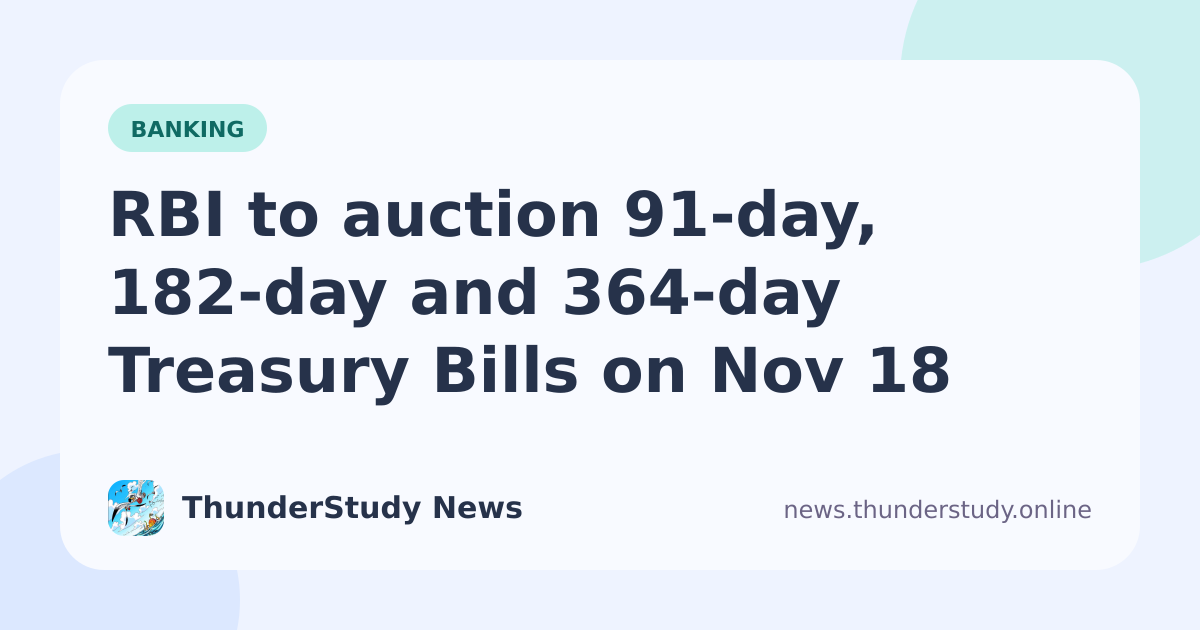 BANKING
RBI to auction 91-day,
182-day and 364-day
Treasury Bills on Nov 18
ThunderStudy News
news.thunderstudy.online